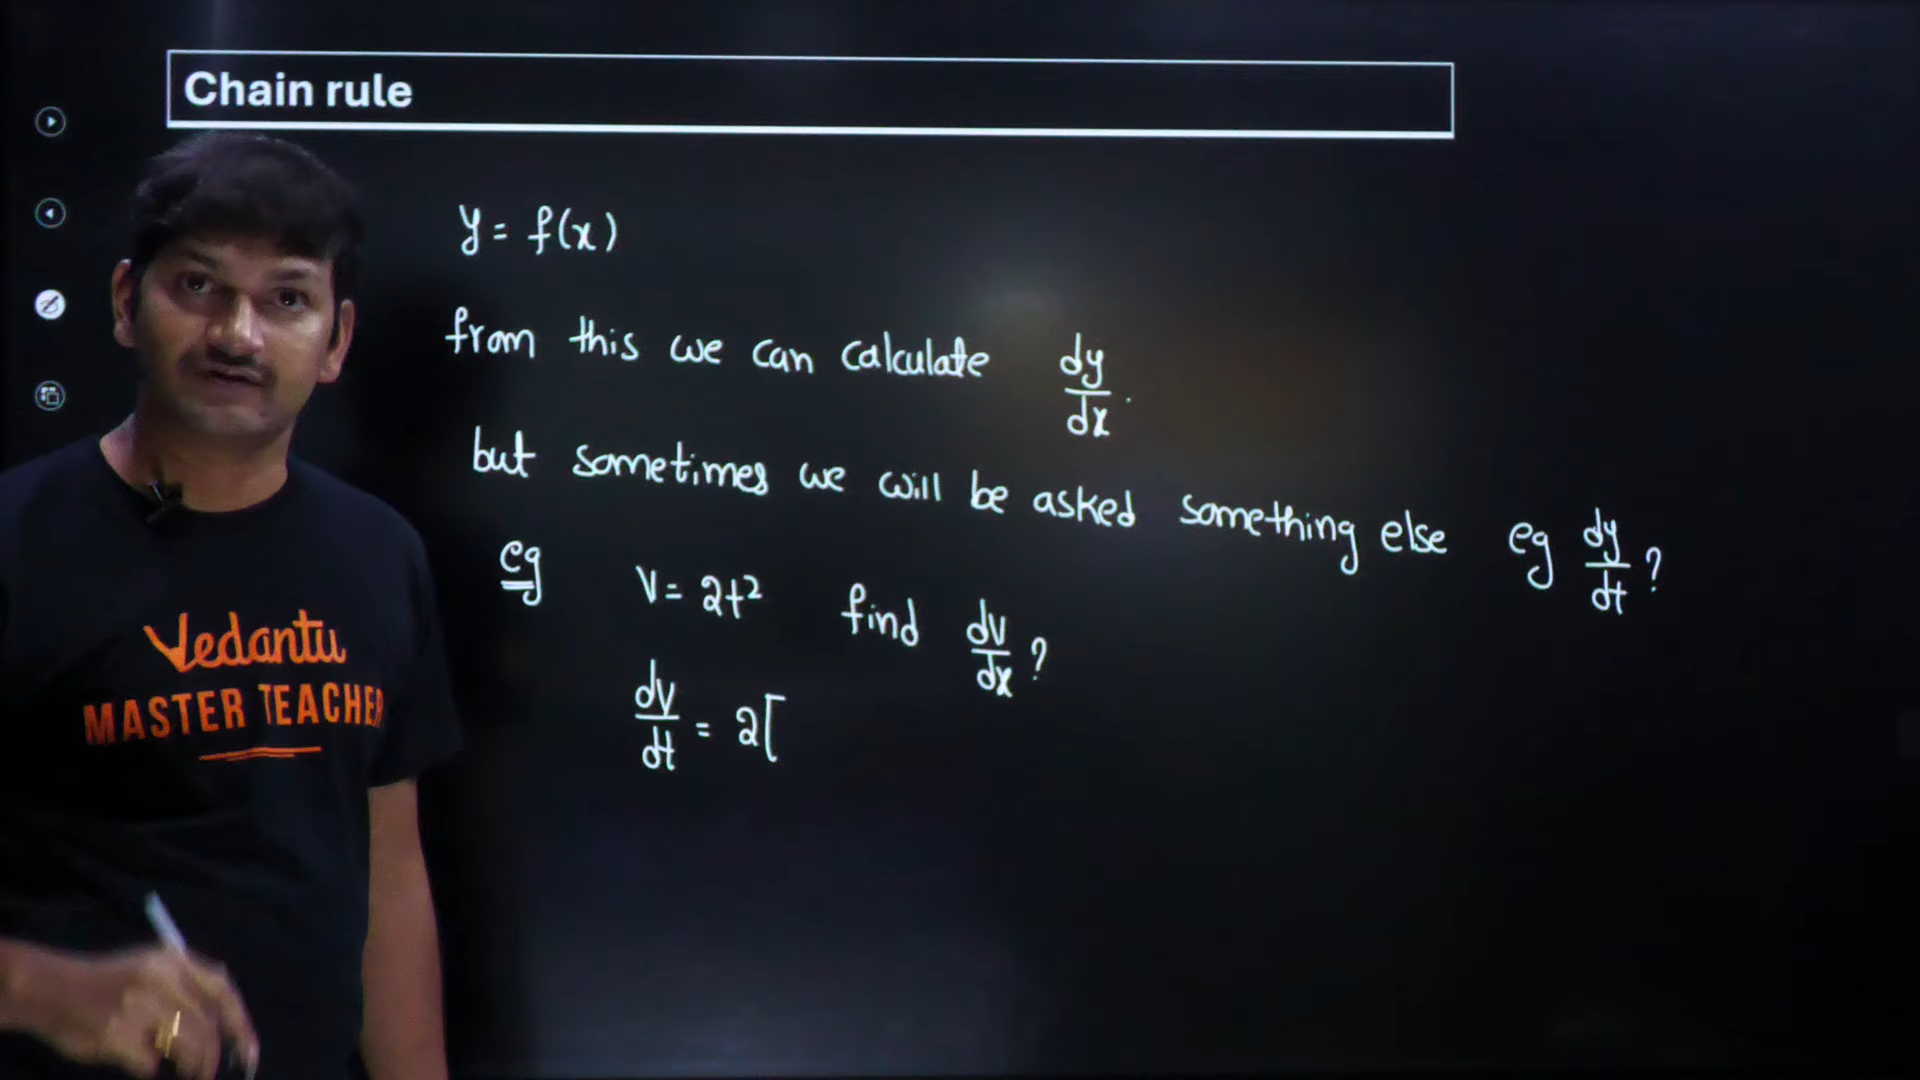 Chain rule
y = f(x)
from this we can calculate dy/dx.
but sometimes we will be asked something else eg dy/dt ?
eg V = 2t² find dv/dx ?
dv/dt = 2[
Vedantu
MASTER TEACHER